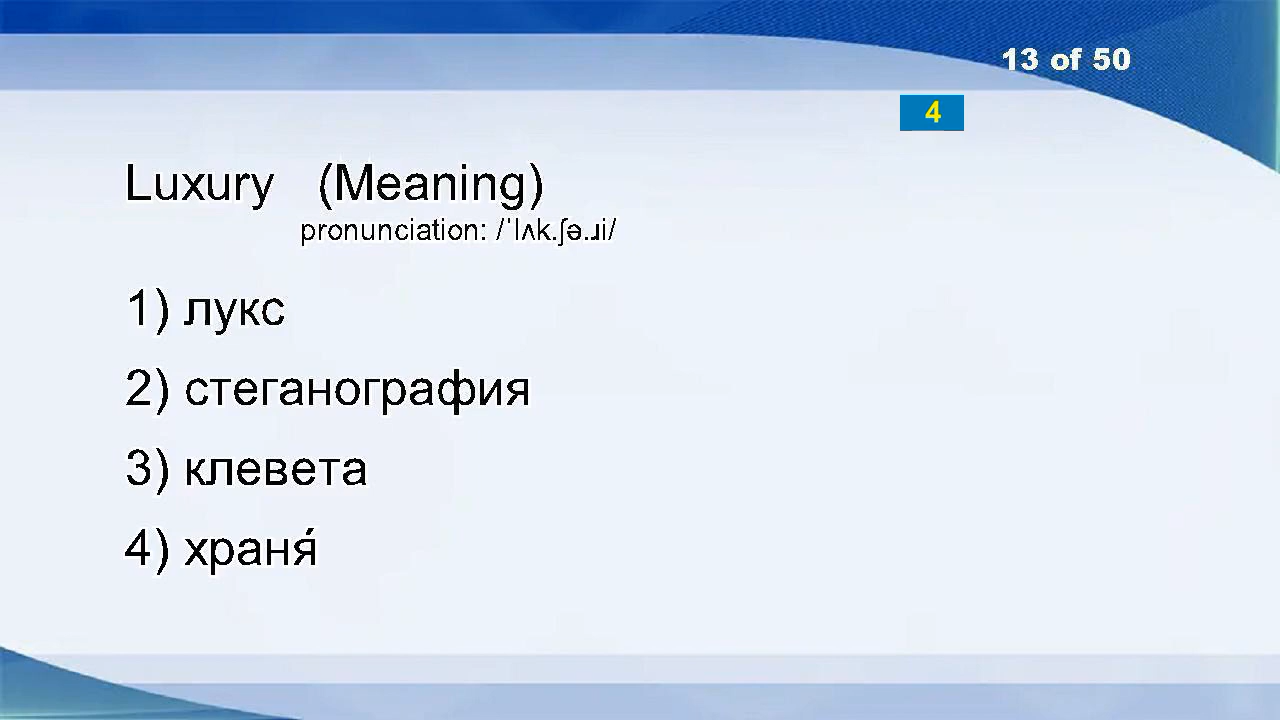 13 of 50
4
Luxury (Meaning)
pronunciation: /ˈlʌk.ʃə.ɹi/
1) лукс
2) стеганография
3) клевета
4) храня́